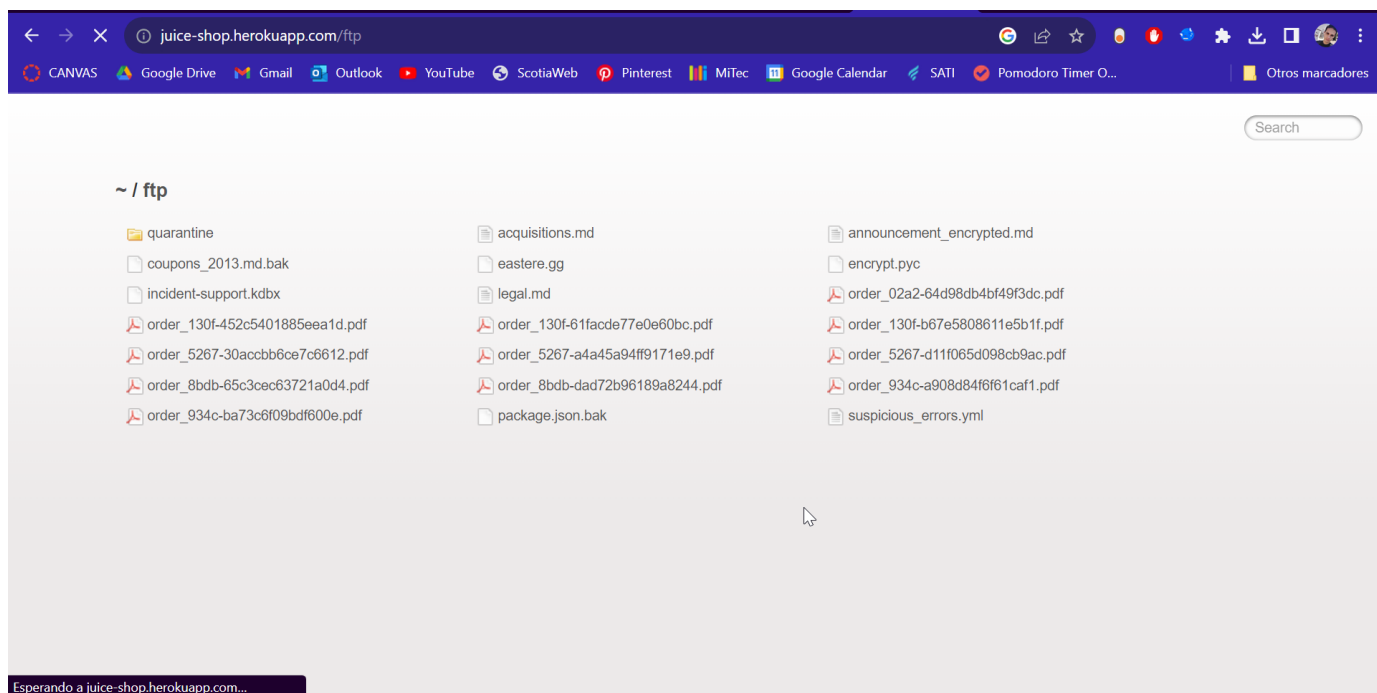 juice-shop.herokuapp.com/ftp
CANVAS Google Drive Gmail Outlook YouTube ScotiaWeb Pinterest MiTec Google Calendar SATI Pomodoro Timer O... Otros marcadores
Search
~ / ftp
quarantine acquisitions.md announcement_encrypted.md
coupons_2013.md.bak eastere.gg encrypt.pyc
incident-support.kdbx legal.md order_02a2-64d98db4bf49f3dc.pdf
order_130f-452c5401885eea1d.pdf order_130f-61facde77e0e60bc.pdf order_130f-b67e5808611e5b1f.pdf
order_5267-30accbb6ce7c6612.pdf order_5267-a4a45a94ff9171e9.pdf order_5267-d11f065d098cb9ac.pdf
order_8bdb-65c3cec63721a0d4.pdf order_8bdb-dad72b96189a8244.pdf order_934c-a908d84f6f61caf1.pdf
order_934c-ba73c6f09bdf600e.pdf package.json.bak suspicious_errors.yml
Esperando a juice-shop.herokuapp.com...